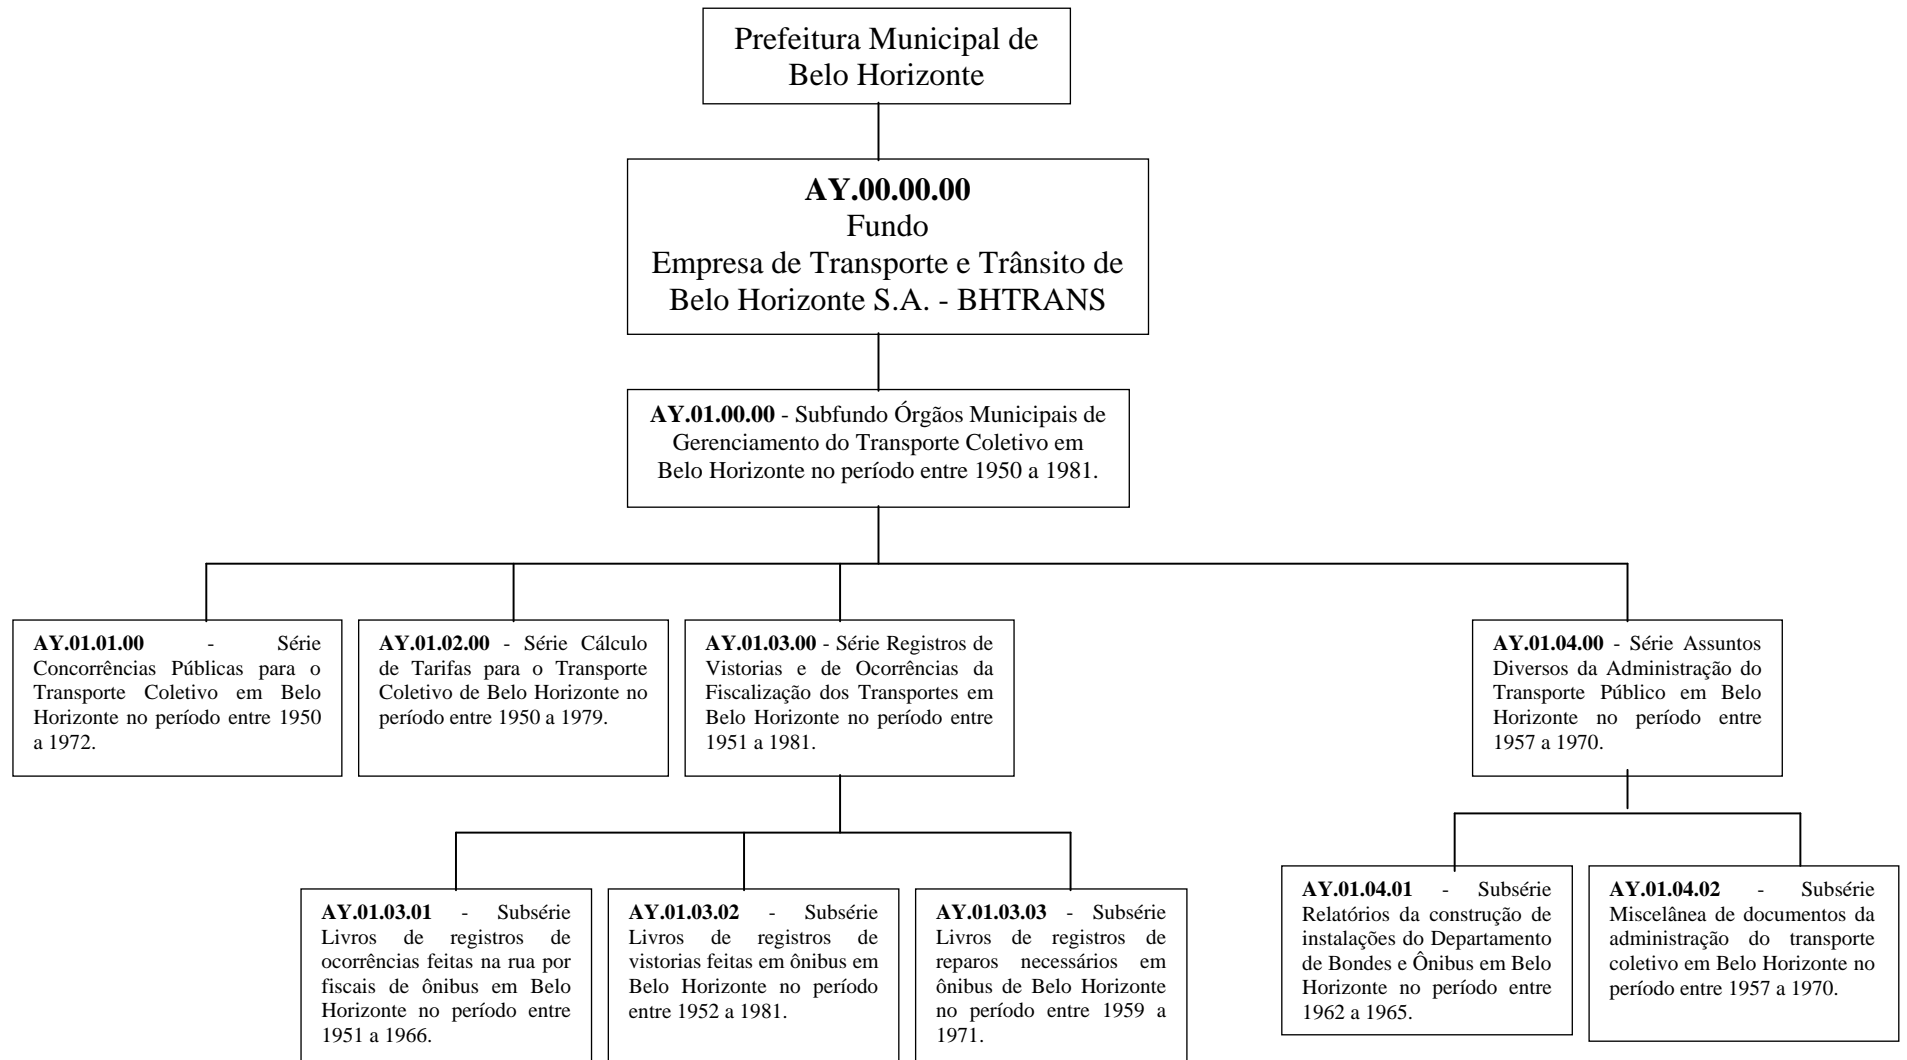 Prefeitura Municipal de
Belo Horizonte
AY.00.00.00
Fundo
Empresa de Transporte e Trânsito de
Belo Horizonte S.A. - BHTRANS
AY.01.00.00 - Subfundo Órgãos Municipais de
Gerenciamento do Transporte Coletivo em
Belo Horizonte no período entre 1950 a 1981.
AY.01.01.00 - Série
Concorrências Públicas para o
Transporte Coletivo em Belo
Horizonte no período entre 1950
a 1972.
AY.01.02.00 - Série Cálculo
de Tarifas para o Transporte
Coletivo de Belo Horizonte no
período entre 1950 a 1979.
AY.01.03.00 - Série Registros de
Vistorias e de Ocorrências da
Fiscalização dos Transportes em
Belo Horizonte no período entre
1951 a 1981.
AY.01.04.00 - Série Assuntos
Diversos da Administração do
Transporte Público em Belo
Horizonte no período entre
1957 a 1970.
AY.01.03.01 - Subsérie
Livros de registros de
ocorrências feitas na rua por
fiscais de ônibus em Belo
Horizonte no período entre
1951 a 1966.
AY.01.03.02 - Subsérie
Livros de registros de
vistorias feitas em ônibus em
Belo Horizonte no período
entre 1952 a 1981.
AY.01.03.03 - Subsérie
Livros de registros de
reparos necessários em
ônibus de Belo Horizonte
no período entre 1959 a
1971.
AY.01.04.01 - Subsérie
Relatórios da construção de
instalações do Departamento
de Bondes e Ônibus em Belo
Horizonte no período entre
1962 a 1965.
AY.01.04.02 - Subsérie
Miscelânea de documentos da
administração do transporte
coletivo em Belo Horizonte no
período entre 1957 a 1970.